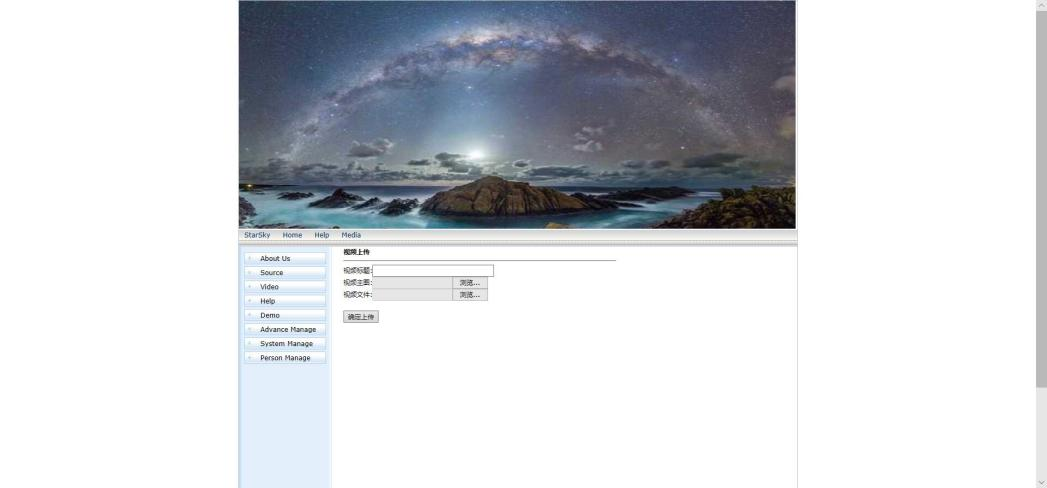 StarSky Home Help Media
About Us
Source
Video
Help
Demo
Advance Manage
System Manage
Person Manage
视频上传
视频标题:
视频主图: 浏览...
视频文件: 浏览...
确定上传